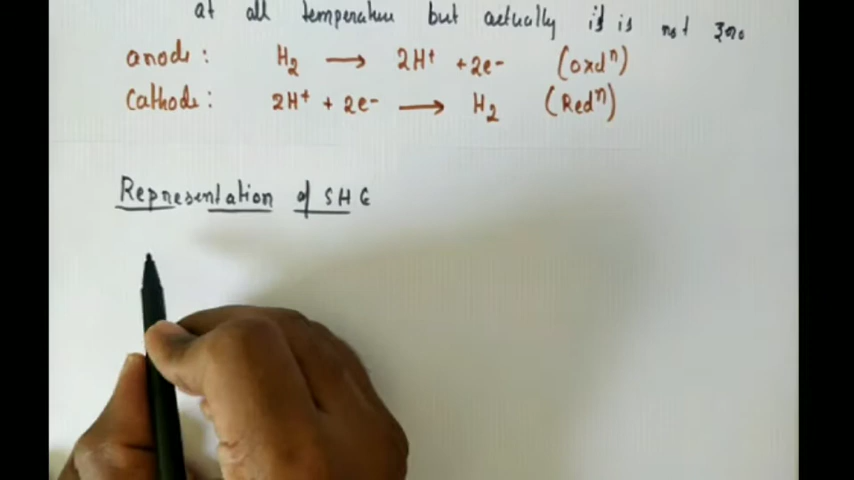 at all temperature but actually it is not zero
anode: H₂ ⟶ 2H⁺ + 2e⁻ (oxdⁿ)
Cathode: 2H⁺ + 2e⁻ ⟶ H₂ (Redⁿ)
Representation of SHE